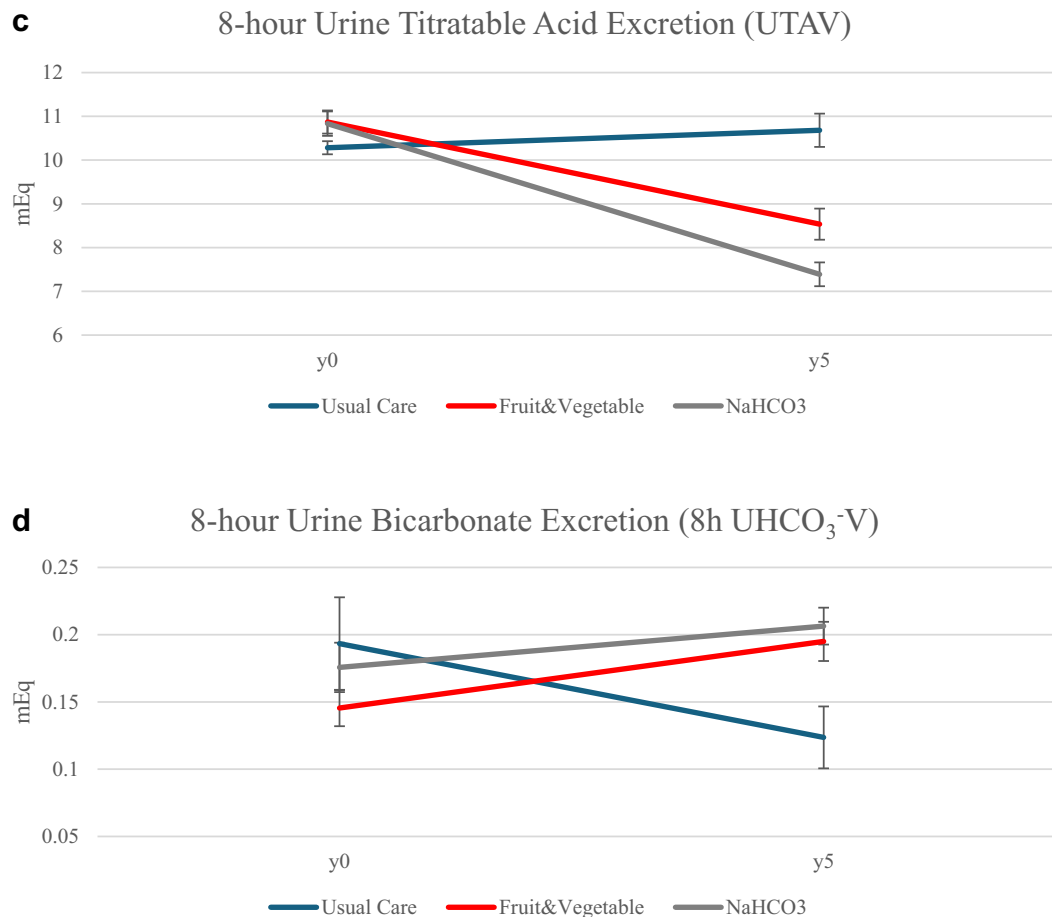 c
8-hour Urine Titratable Acid Excretion (UTAV)
12
11
10
9
8
7
6
mEq
y0 y5
Usual Care Fruit&Vegetable NaHCO3
d
8-hour Urine Bicarbonate Excretion (8h UHCO₃⁻V)
0.25
0.2
0.15
0.1
0.05
mEq
y0 y5
Usual Care Fruit&Vegetable NaHCO3